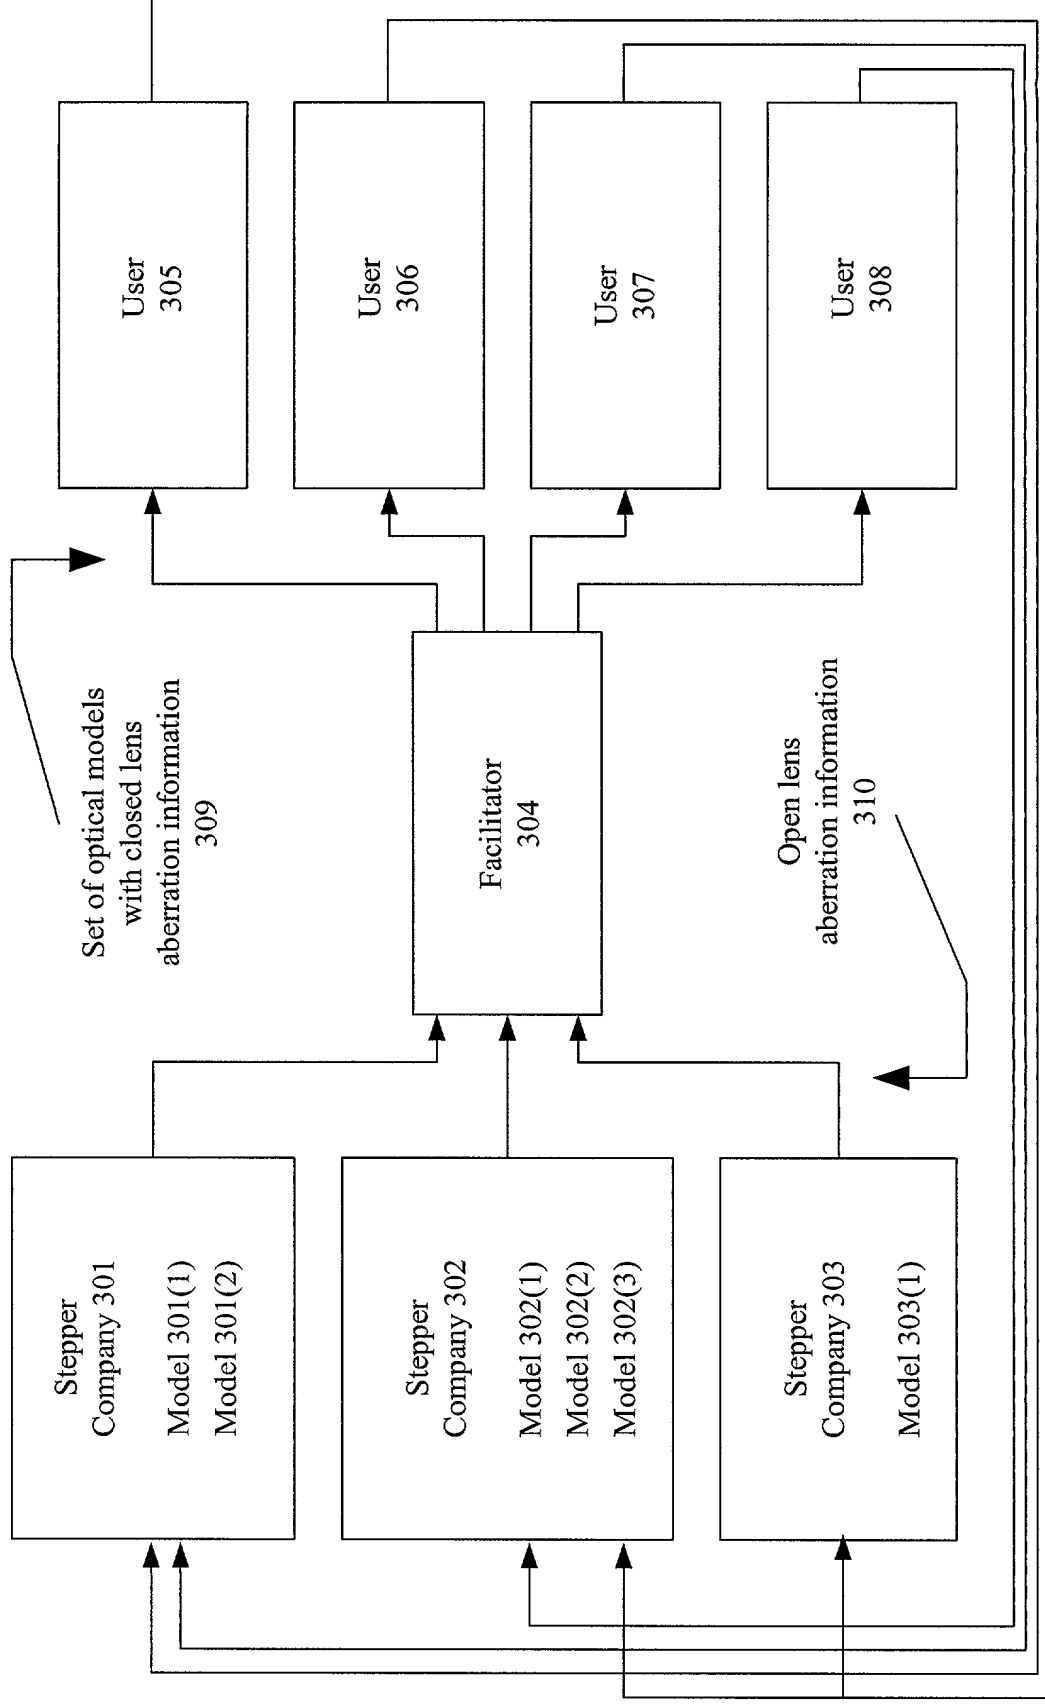 Stepper
Company 301
Model 301(1)
Model 301(2)
Stepper
Company 302
Model 302(1)
Model 302(2)
Model 302(3)
Stepper
Company 303
Model 303(1)
Set of optical models
with closed lens
aberration information
309
Facilitator
304
Open lens
aberration information
310
User
305
User
306
User
307
User
308